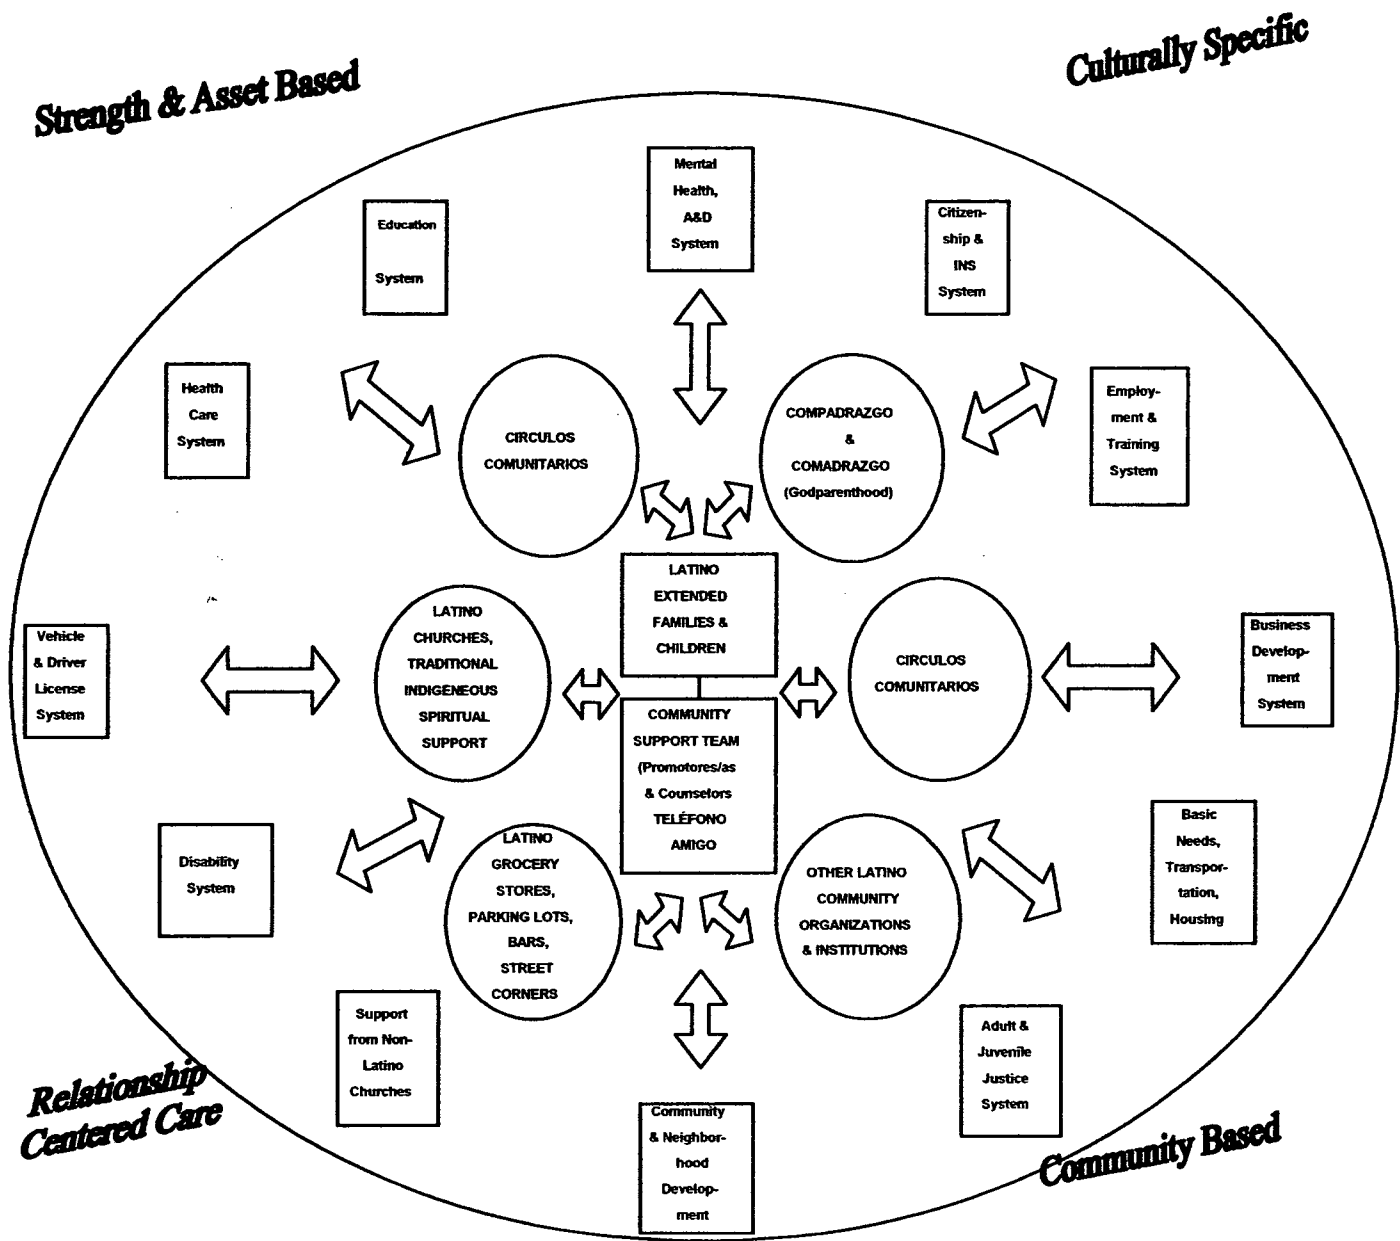 Culturally Specific
Strength & Asset Based
Mental
Health,
A&D
System
Education
System
Citizen-
ship &
INS
System
Health
Care
System
Employ-
ment &
Training
System
CIRCULOS
COMUNITARIOS
COMPADRAZGO
&
COMADRAZGO
(Godparenthood)
LATINO
EXTENDED
FAMILIES &
CHILDREN
LATINO
CHURCHES,
TRADITIONAL
INDIGENEOUS
SPIRITUAL
SUPPORT
CIRCULOS
COMUNITARIOS
Vehicle
& Driver
License
System
Business
Develop-
ment
System
COMMUNITY
SUPPORT TEAM
(Promotores/as
& Counselors
TELÉFONO
AMIGO
Disability
System
Basic
Needs,
Transpor-
tation,
Housing
LATINO
GROCERY
STORES,
PARKING LOTS,
BARS,
STREET
CORNERS
OTHER LATINO
COMMUNITY
ORGANIZATIONS
& INSTITUTIONS
Support
from Non-
Latino
Churches
Adult &
Juvenile
Justice
System
Community
& Neighbor-
hood
Develop-
ment
Relationship
Centered Care
Community Based